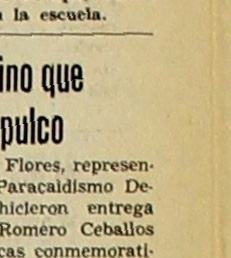 a la escuela.
ino que
pulco
Flores, represen-
Paracaidismo De-
hicieron entrega
Romero Ceballos
cas conmemorati-